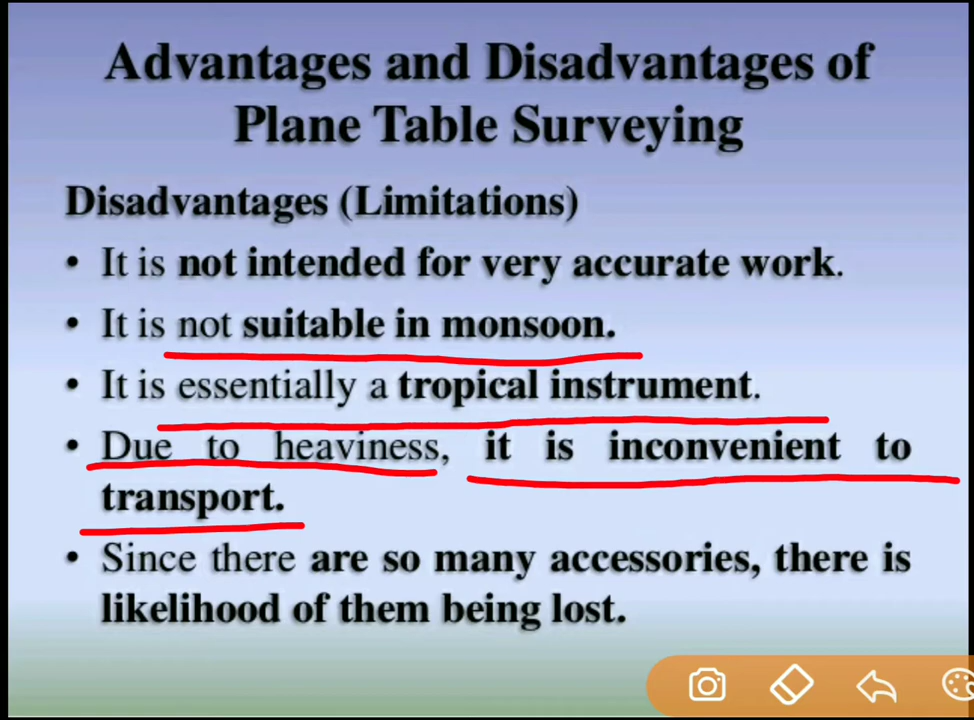 Advantages and Disadvantages of
Plane Table Surveying
Disadvantages (Limitations)
• It is not intended for very accurate work.
• It is not suitable in monsoon.
• It is essentially a tropical instrument.
• Due to heaviness, it is inconvenient to
transport.
• Since there are so many accessories, there is
likelihood of them being lost.